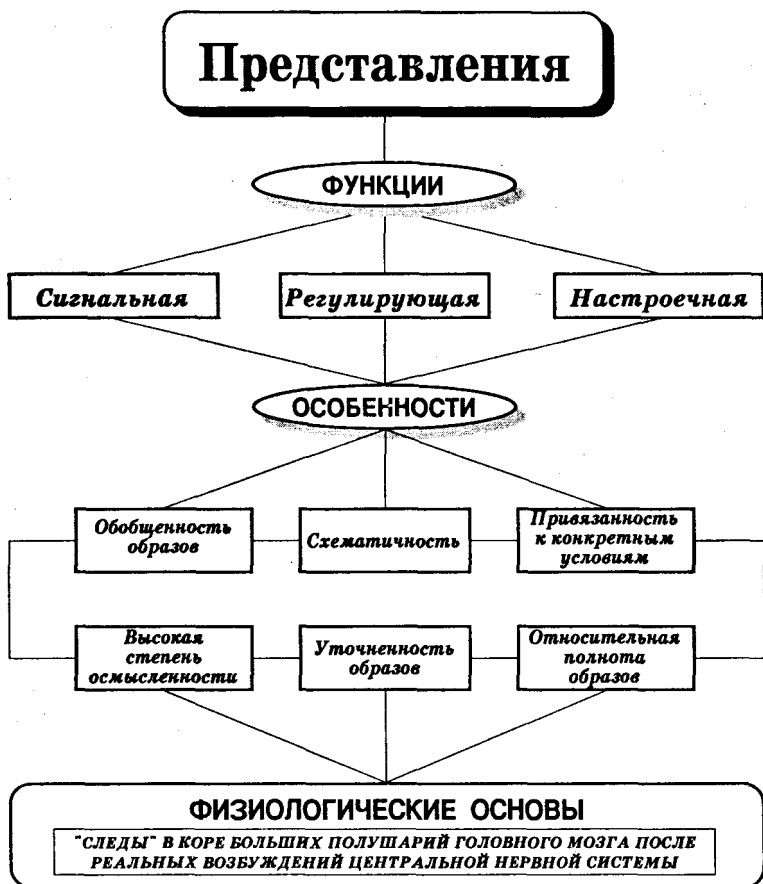 Представления
ФУНКЦИИ
Сигнальная
Регулирующая
Настроечная
ОСОБЕННОСТИ
Обобщенность
образов
Схематичность
Привязанность
к конкретным
условиям
Высокая
степень
осмысленности
Уточненность
образов
Относительная
полнота
образов
ФИЗИОЛОГИЧЕСКИЕ ОСНОВЫ
"СЛЕДЫ" В КОРЕ БОЛЬШИХ ПОЛУШАРИЙ ГОЛОВНОГО МОЗГА ПОСЛЕ
РЕАЛЬНЫХ ВОЗБУЖДЕНИЙ ЦЕНТРАЛЬНОЙ НЕРВНОЙ СИСТЕМЫ